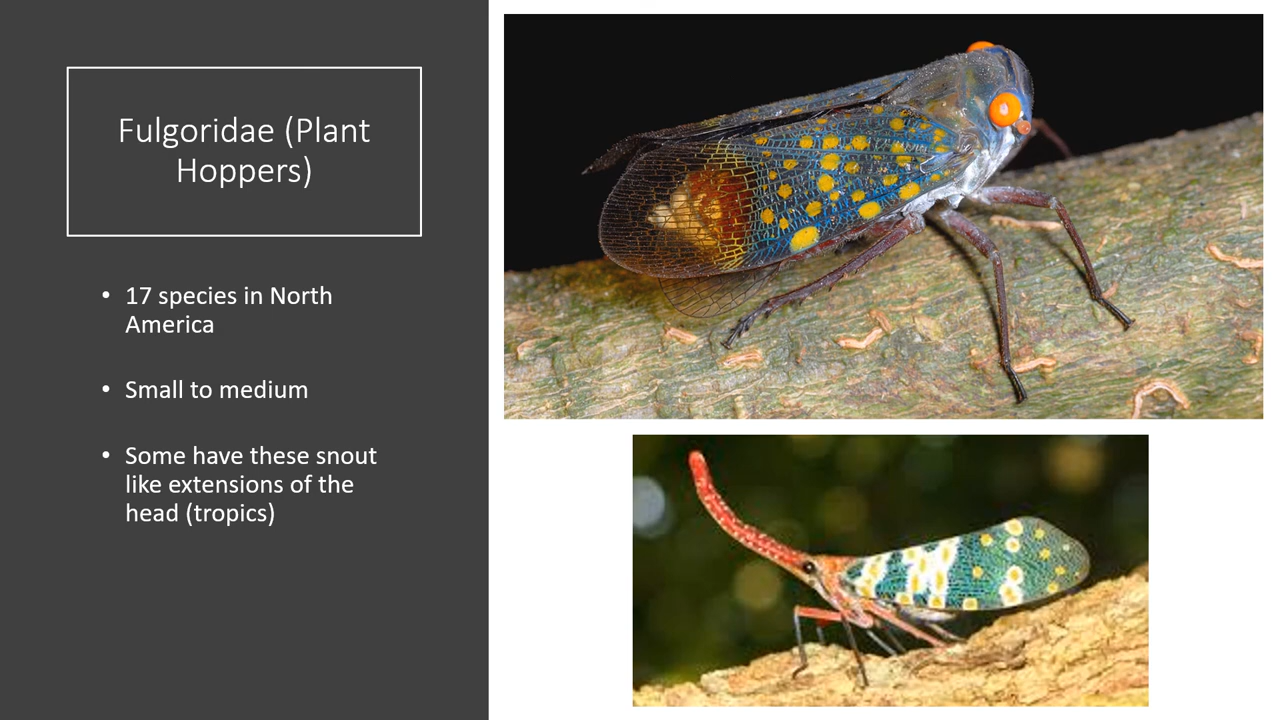 Fulgoridae (Plant
Hoppers)
• 17 species in North
America
• Small to medium
• Some have these snout
like extensions of the
head (tropics)